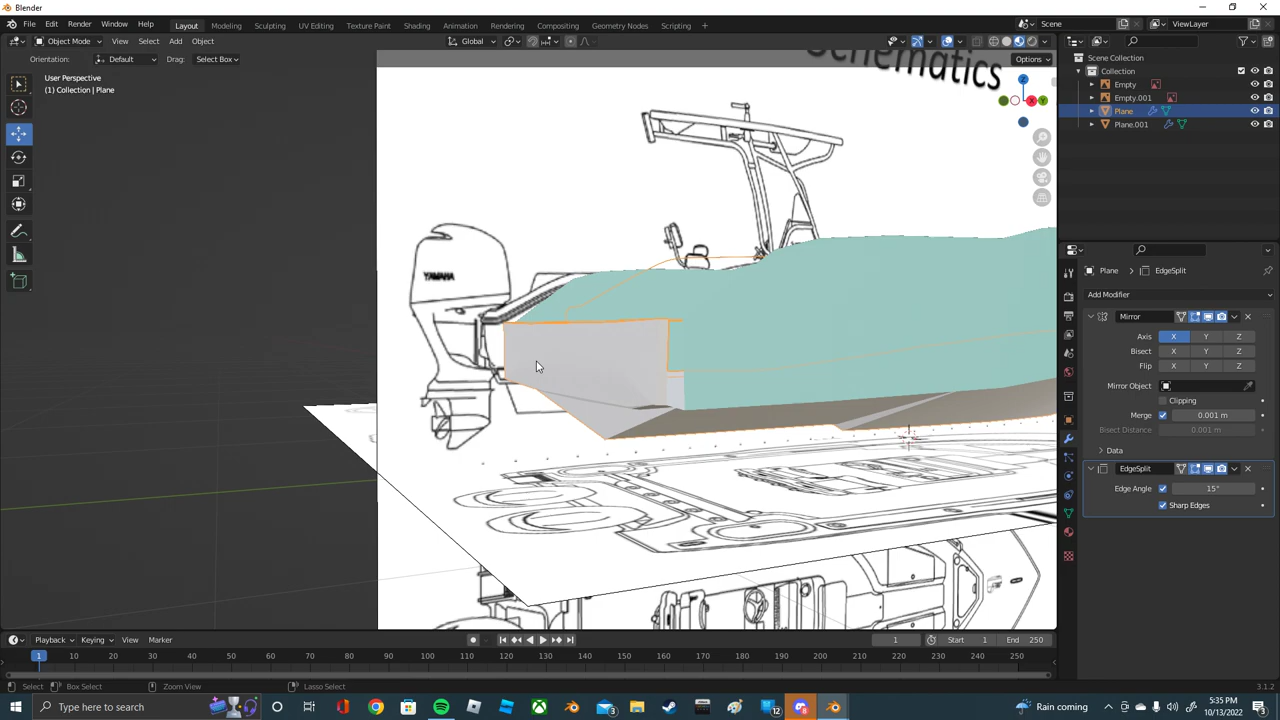 Blender
File Edit Render Window Help Layout Modeling Sculpting UV Editing Texture Paint Shading Animation Rendering Compositing Geometry Nodes Scripting + Scene ViewLayer
Object Mode View Select Add Object Global
Orientation: Default Drag: Select Box Options
User Perspective
(1) Collection | Plane
Schematics
YAMAHA
Z
X Y
Scene Collection
Collection
Empty
Empty.001
Plane
Plane.001
Plane EdgeSplit
Add Modifier
Mirror
Axis X Y Z
Bisect X Y Z
Flip X Y Z
Mirror Object
Clipping
Merge 0.001 m
Bisect Distance 0.001 m
Data
EdgeSplit
Edge Angle 15°
Sharp Edges
Playback Keying View Marker 1 Start 1 End 250
1 10 20 30 40 50 60 70 80 90 100 110 120 130 140 150 160 170 180 190 200 210 220 230 240 250
Select Box Select Zoom View Lasso Select 3.1.2
Type here to search 3 12 Rain coming 5:35 PM
10/13/2022